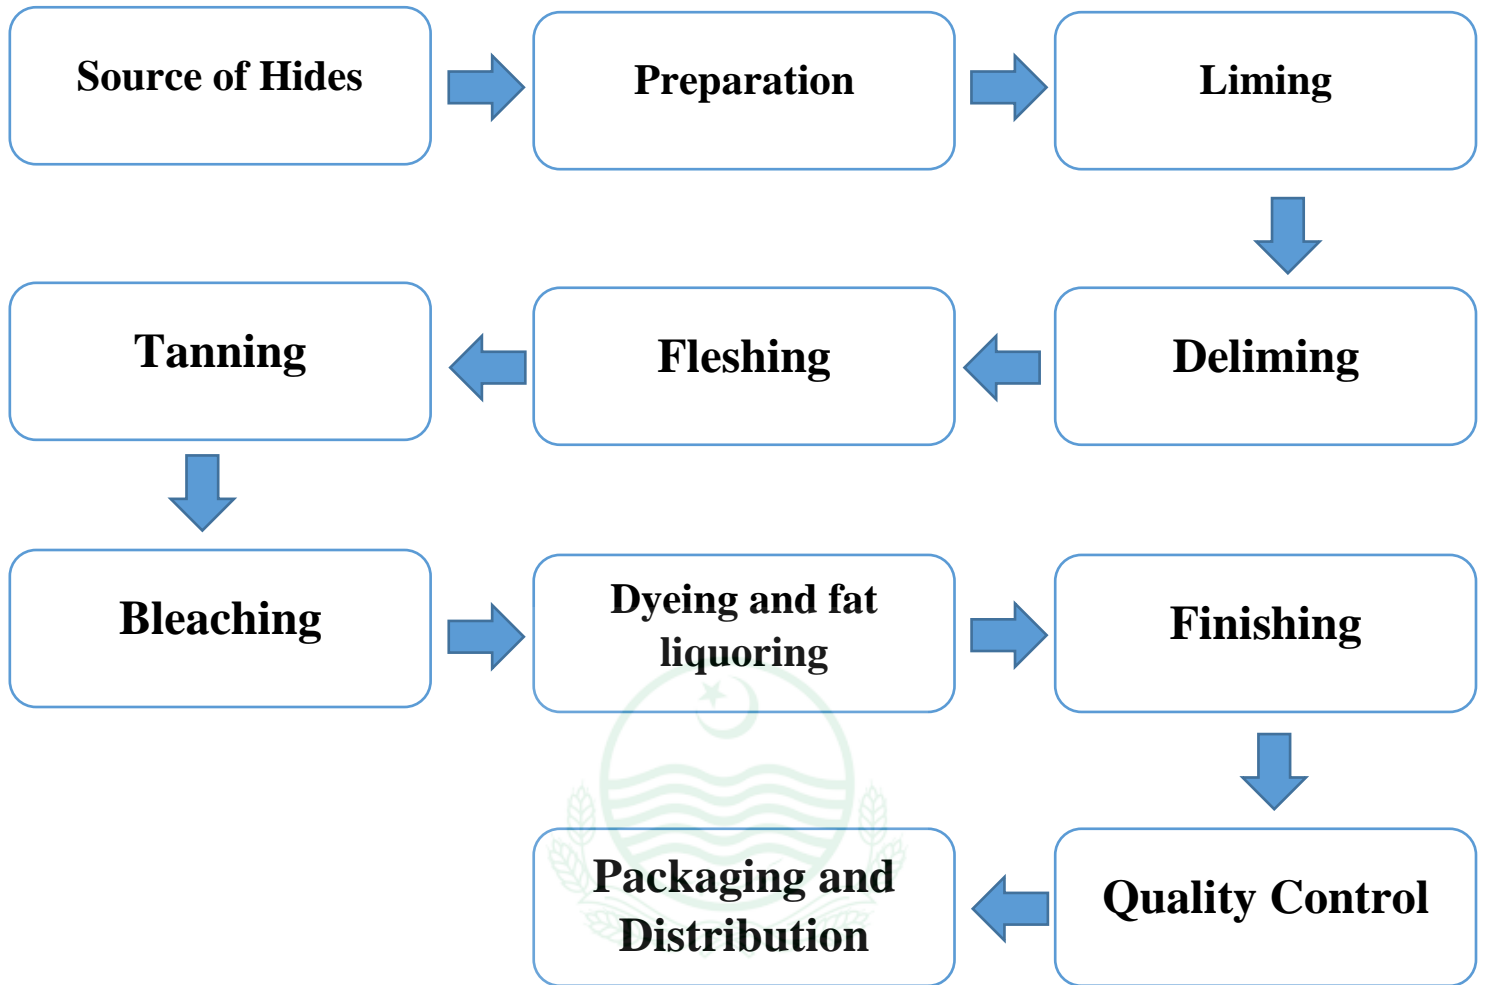 Source of Hides
Preparation
Liming
Deliming
Fleshing
Tanning
Bleaching
Dyeing and fat
liquoring
Finishing
Quality Control
Packaging and
Distribution